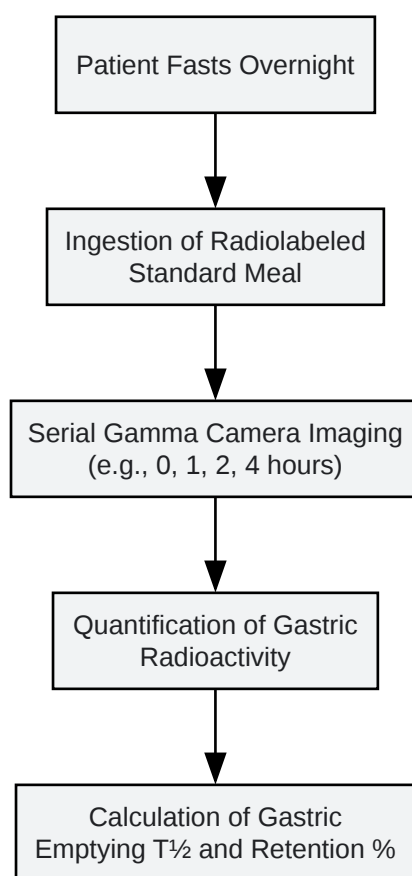 Patient Fasts Overnight
Ingestion of Radiolabeled
Standard Meal
Serial Gamma Camera Imaging
(e.g., 0, 1, 2, 4 hours)
Quantification of Gastric
Radioactivity
Calculation of Gastric
Emptying T½ and Retention %